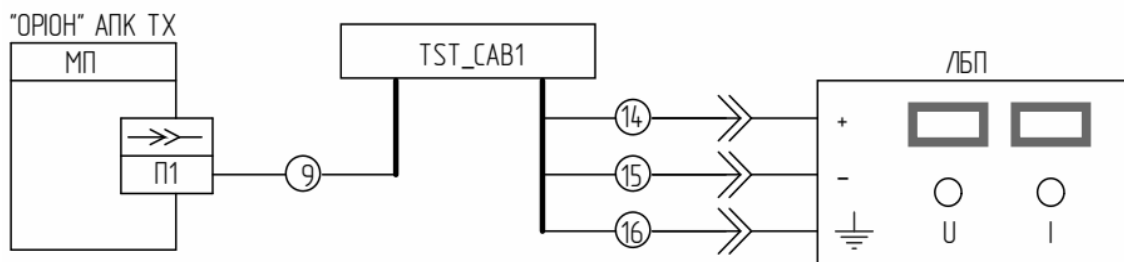 "ОРІОН" АПК ТХ
МП
П1
9
TST_CAB1
14
15
16
ЛБП
+
−
U
I